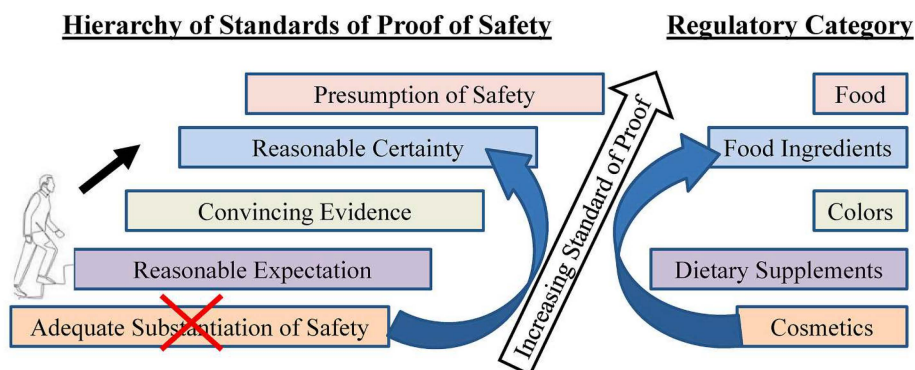 Hierarchy of Standards of Proof of Safety
Regulatory Category
Presumption of Safety
Food
Reasonable Certainty
Food Ingredients
Convincing Evidence
Colors
Reasonable Expectation
Dietary Supplements
Adequate Substantiation of Safety
Cosmetics
Increasing Standard of Proof